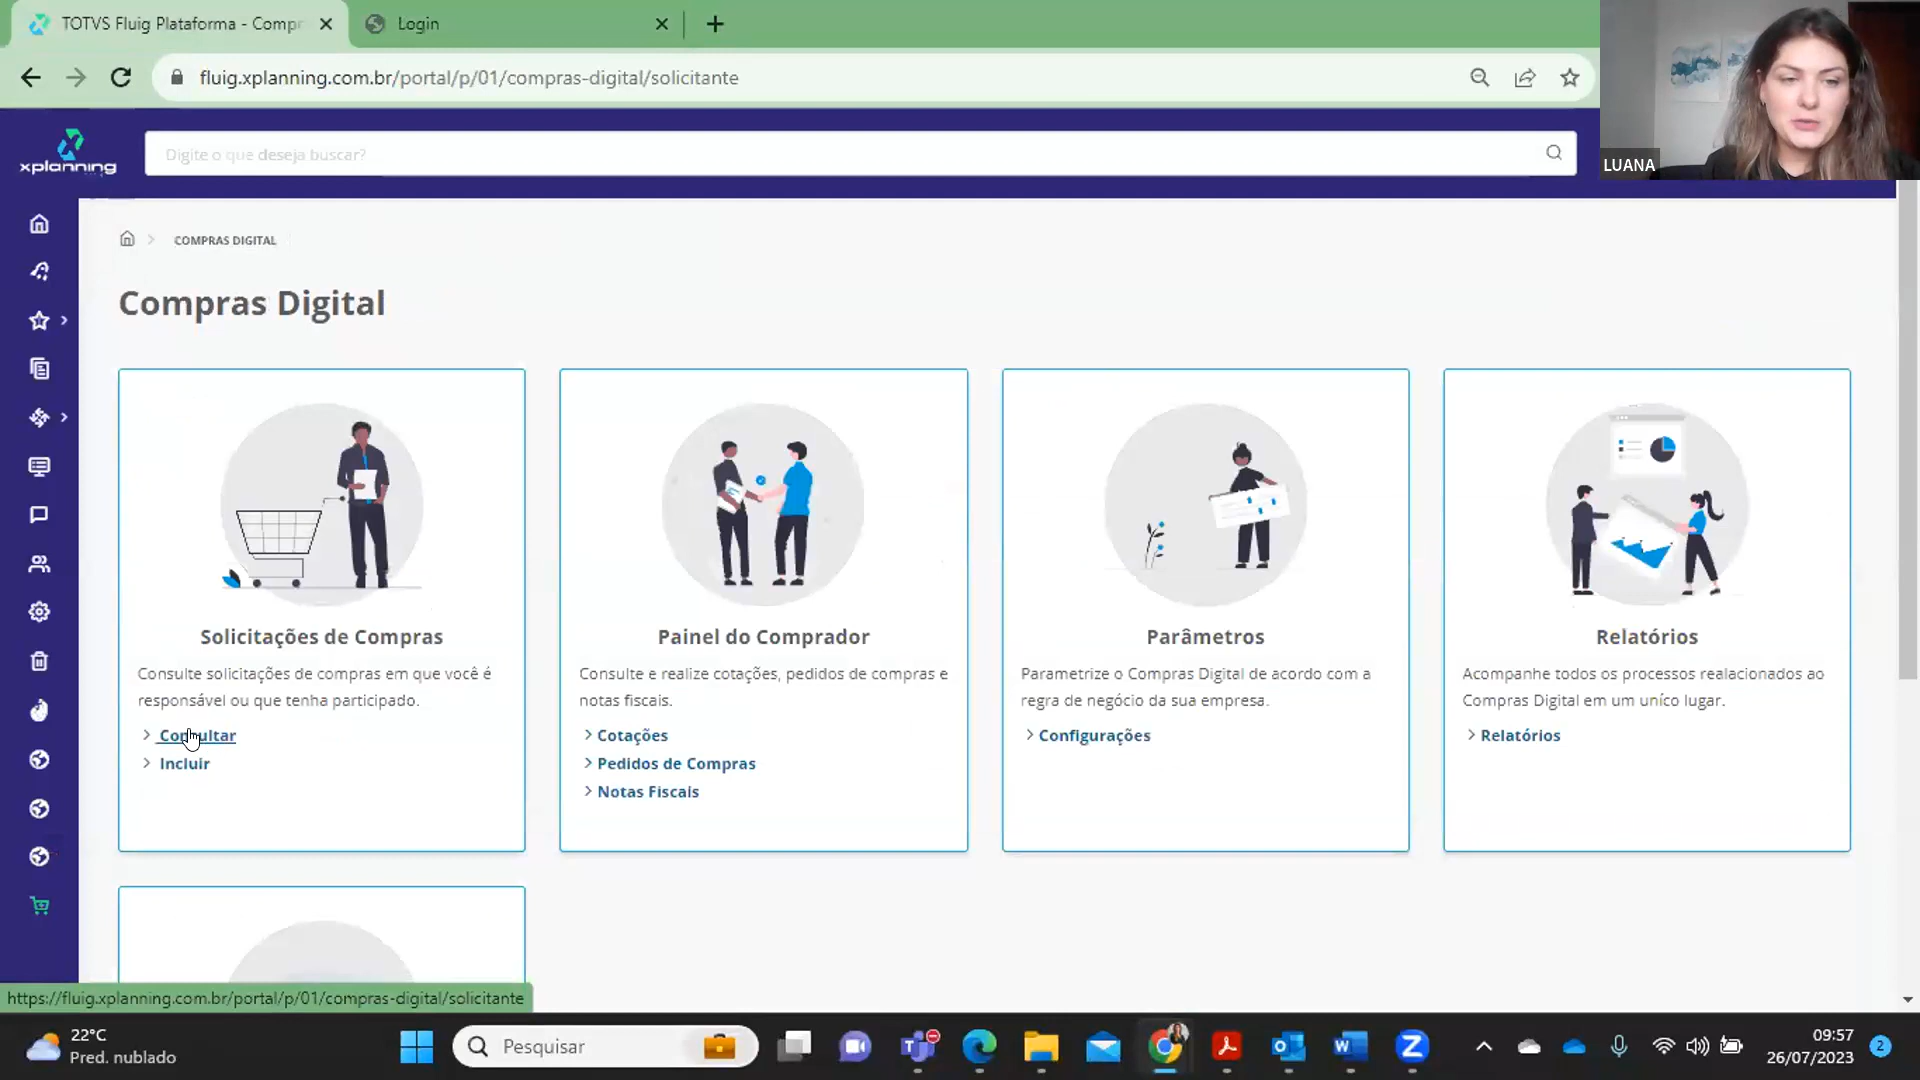 TOTVS Fluig Plataforma - Compr
Login
fluig.xplanning.com.br/portal/p/01/compras-digital/solicitante
LUANA
xplanning
Digite o que deseja buscar?
COMPRAS DIGITAL
Compras Digital
Solicitações de Compras
Consulte solicitações de compras em que você é
responsável ou que tenha participado.
Consultar
Incluir
Painel do Comprador
Consulte e realize cotações, pedidos de compras e
notas fiscais.
Cotações
Pedidos de Compras
Notas Fiscais
Parâmetros
Parametrize o Compras Digital de acordo com a
regra de negócio da sua empresa.
Configurações
Relatórios
Acompanhe todos os processos realacionados ao
Compras Digital em um uníco lugar.
Relatórios
https://fluig.xplanning.com.br/portal/p/01/compras-digital/solicitante
22°C
Pred. nublado
Pesquisar
09:57
26/07/2023
2